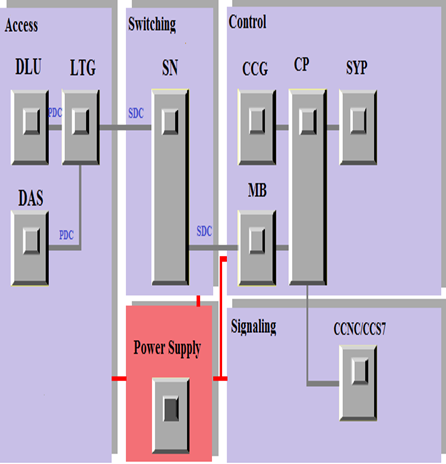 Access
Switching
Control
DLU
LTG
SN
CCG
CP
SYP
PDC
SDC
DAS
MB
PDC
SDC
Power Supply
Signaling
CCNC/CCS7